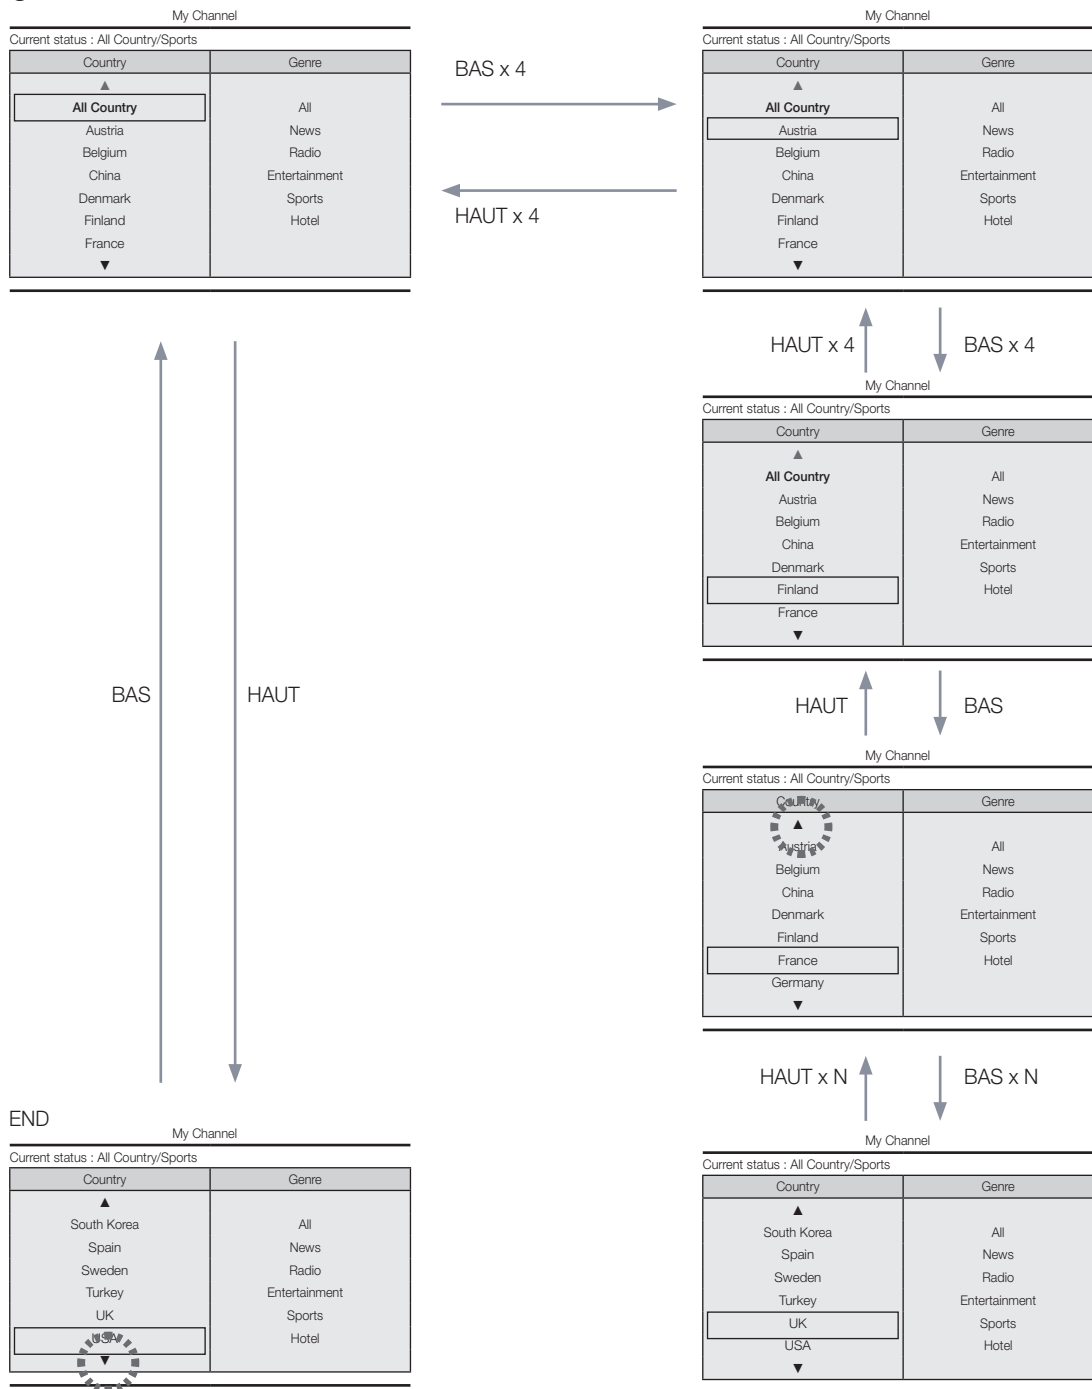 My Channel
Current status : All Country/Sports
Country Genre
▲
All Country All
Austria News
Belgium Radio
China Entertainment
Denmark Sports
Finland Hotel
France
▼
BAS x 4
HAUT x 4
My Channel
Current status : All Country/Sports
Country Genre
▲
All Country All
Austria News
Belgium Radio
China Entertainment
Denmark Sports
Finland Hotel
France
▼
HAUT x 4 BAS x 4
My Channel
Current status : All Country/Sports
Country Genre
▲
All Country All
Austria News
Belgium Radio
China Entertainment
Denmark Sports
Finland Hotel
France
▼
BAS HAUT
HAUT BAS
My Channel
Current status : All Country/Sports
Country Genre
▲
Austria All
Belgium News
China Radio
Denmark Entertainment
Finland Sports
France Hotel
Germany
▼
HAUT x N BAS x N
END
My Channel
Current status : All Country/Sports
Country Genre
▲
South Korea All
Spain News
Sweden Radio
Turkey Entertainment
UK Sports
USA Hotel
▼
My Channel
Current status : All Country/Sports
Country Genre
▲
South Korea All
Spain News
Sweden Radio
Turkey Entertainment
UK Sports
USA Hotel
▼